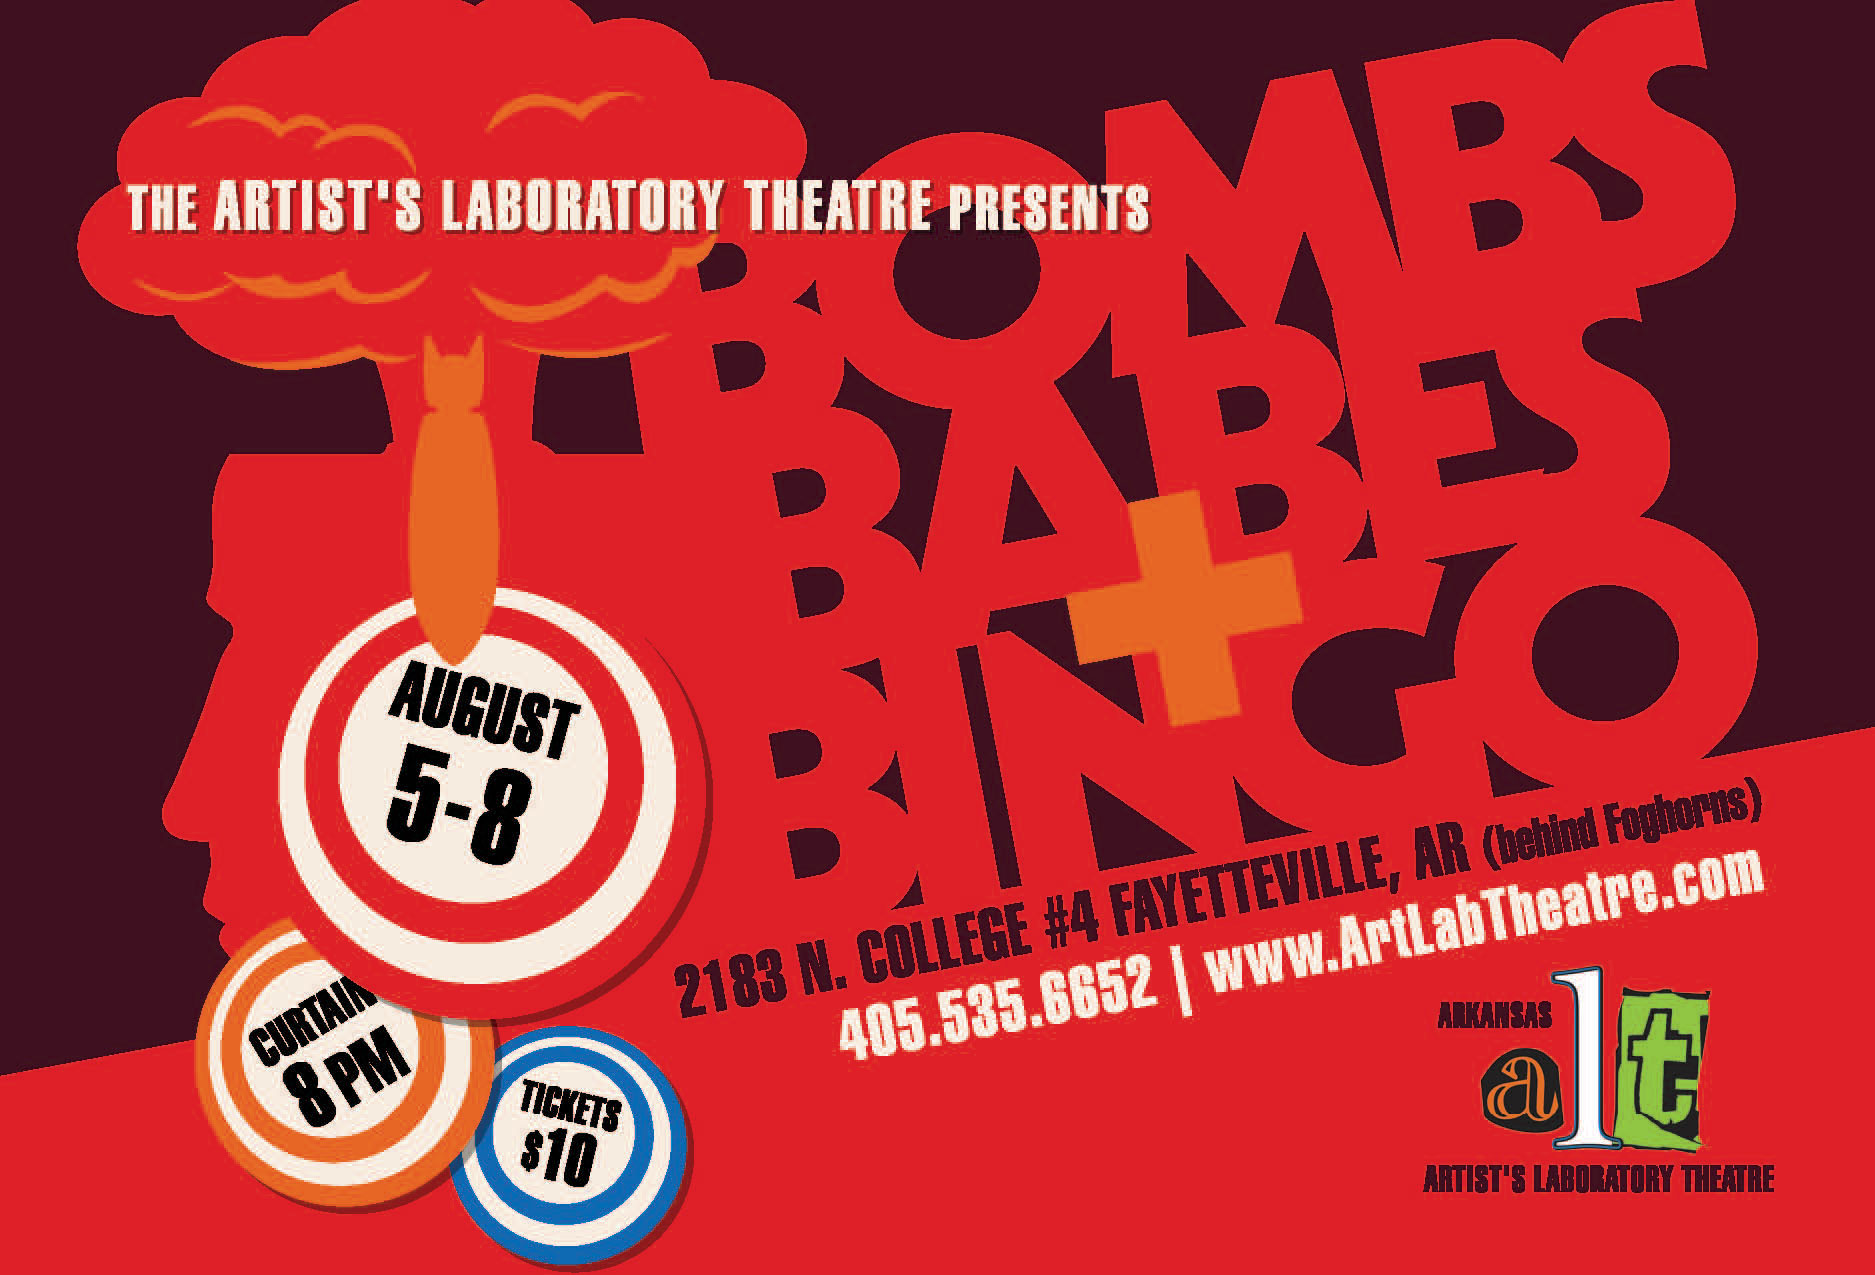 THE ARTIST'S LABORATORY THEATRE PRESENTS
BOMBS
BABES
+
BINGO
AUGUST
5-8
CURTAIN
8 PM
TICKETS
$10
2183 N. COLLEGE #4 FAYETTEVILLE, AR (behind Foghorns)
405.535.6652 | www.ArtLabTheatre.com
ARKANSAS
alt
ARTIST'S LABORATORY THEATRE